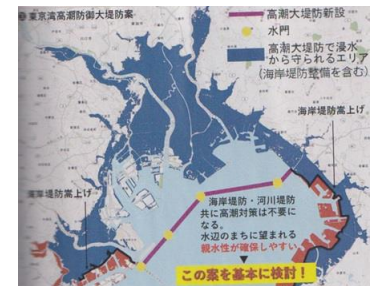 東京湾高潮防御大堤防案
高潮大堤防新設
水門
高潮大堤防で浸水
から守られるエリア
(海岸堤防整備を含む)
海岸堤防嵩上げ
海岸堤防嵩上げ
海岸堤防・河川堤防
共に高潮対策は不要に
なる。
水辺のまちに望まれる
親水性が確保しやすい。
この案を基本に検討!